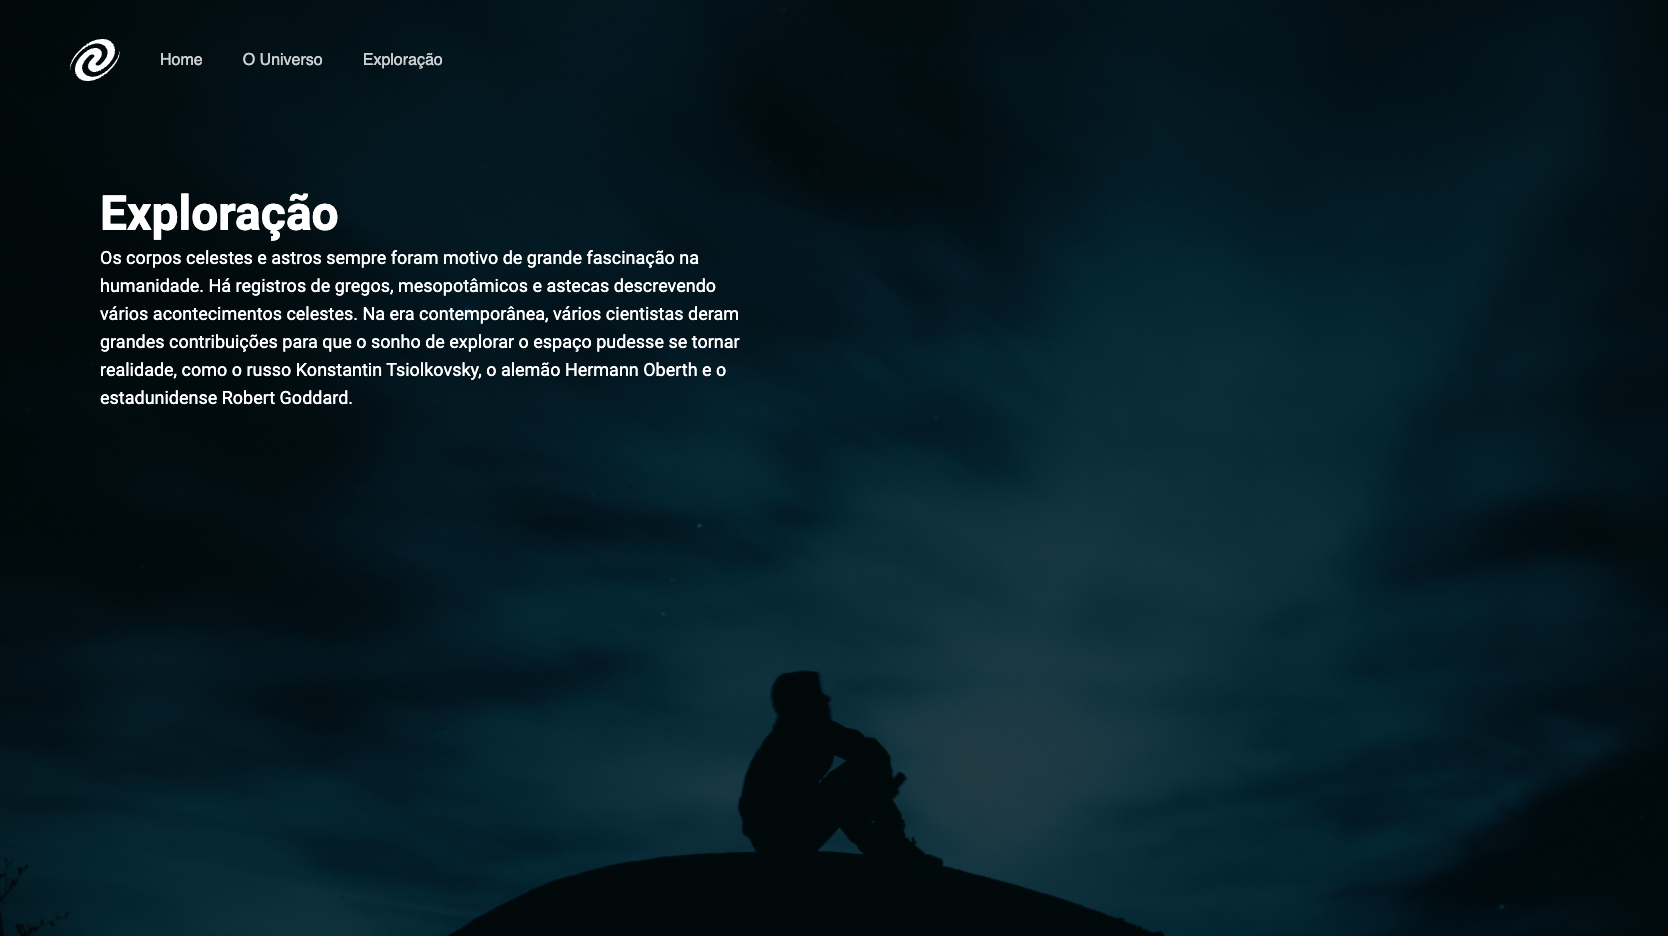 Home
O Universo
Exploração
Exploração
Os corpos celestes e astros sempre foram motivo de grande fascinação na
humanidade. Há registros de gregos, mesopotâmicos e astecas descrevendo
vários acontecimentos celestes. Na era contemporânea, vários cientistas deram
grandes contribuições para que o sonho de explorar o espaço pudesse se tornar
realidade, como o russo Konstantin Tsiolkovsky, o alemão Hermann Oberth e o
estadunidense Robert Goddard.